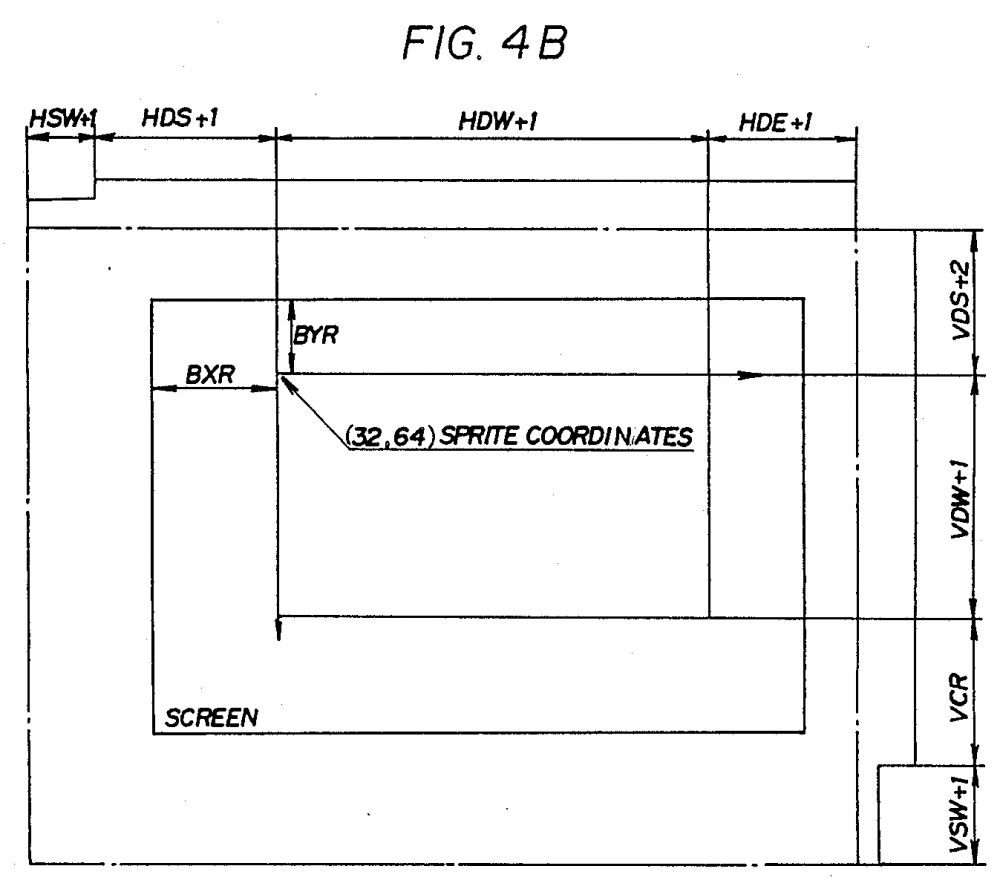 FIG. 4B
HSW+1 HDS+1 HDW+1 HDE+1
VDS+2
BYR
BXR
(32,64) SPRITE COORDINATES
VDW+1
VCR
SCREEN
VSW+1